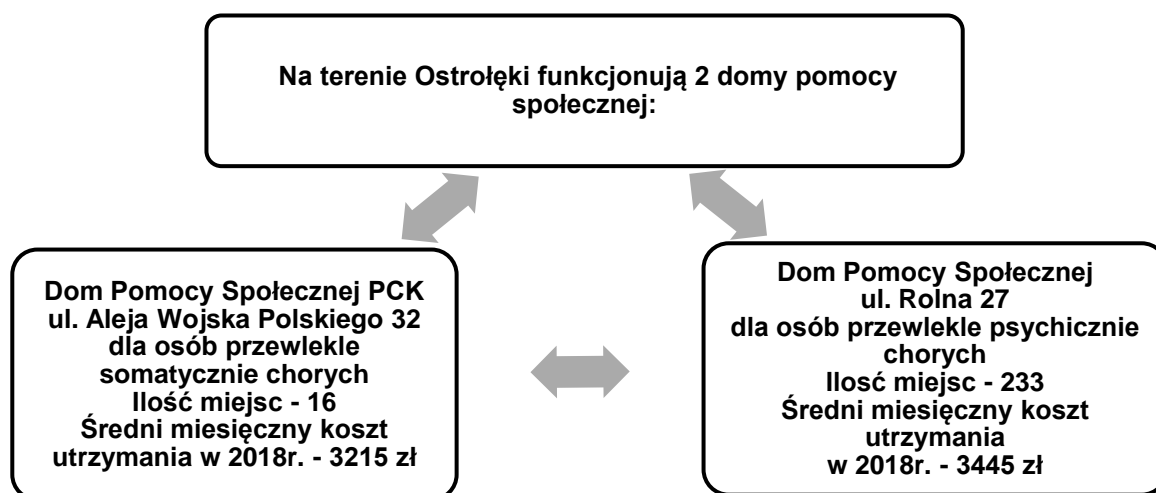 Na terenie Ostrołęki funkcjonują 2 domy pomocy
społecznej:
Dom Pomocy Społecznej PCK
ul. Aleja Wojska Polskiego 32
dla osób przewlekle
somatycznie chorych
Ilość miejsc - 16
Średni miesięczny koszt
utrzymania w 2018r. - 3215 zł
Dom Pomocy Społecznej
ul. Rolna 27
dla osób przewlekle psychicznie
chorych
Ilosć miejsc - 233
Średni miesięczny koszt
utrzymania
w 2018r. - 3445 zł